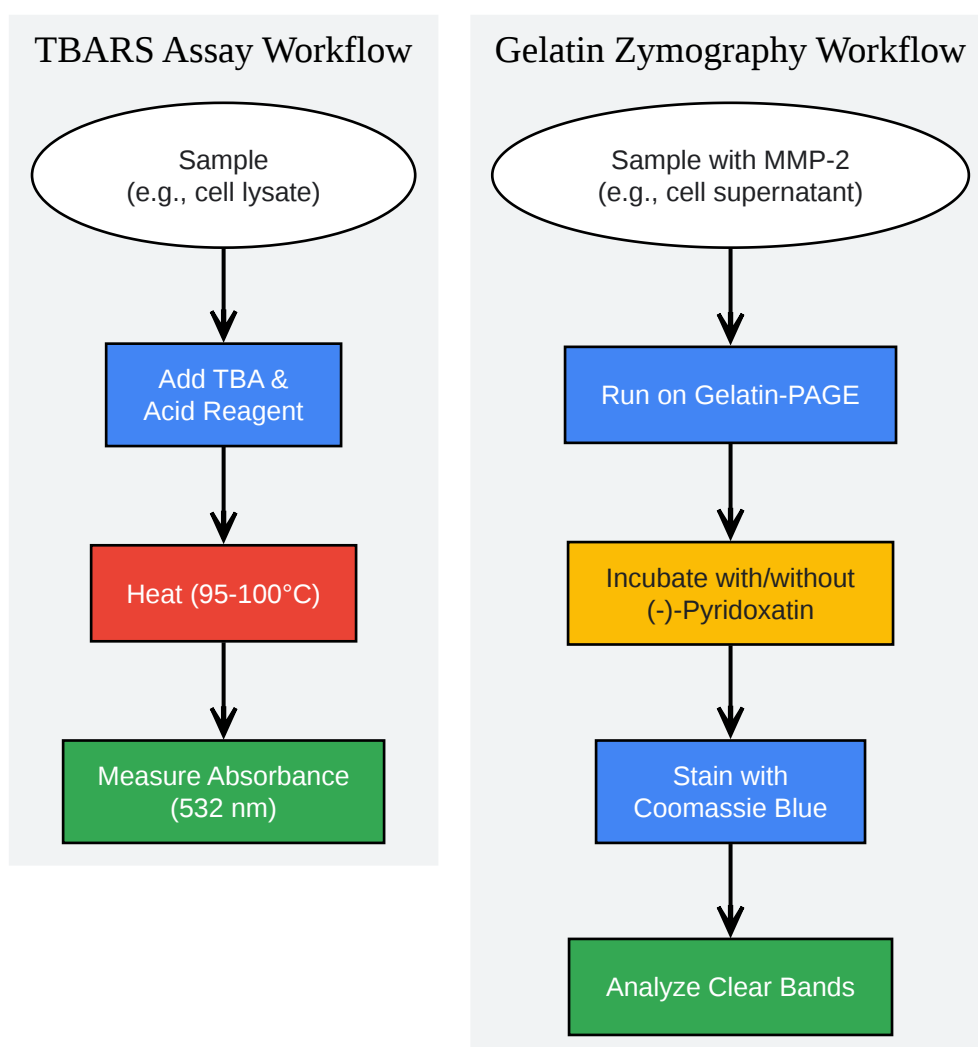 TBARS Assay Workflow
Sample
(e.g., cell lysate)
Add TBA &
Acid Reagent
Heat (95-100°C)
Measure Absorbance
(532 nm)
Gelatin Zymography Workflow
Sample with MMP-2
(e.g., cell supernatant)
Run on Gelatin-PAGE
Incubate with/without
(-)-Pyridoxatin
Stain with
Coomassie Blue
Analyze Clear Bands